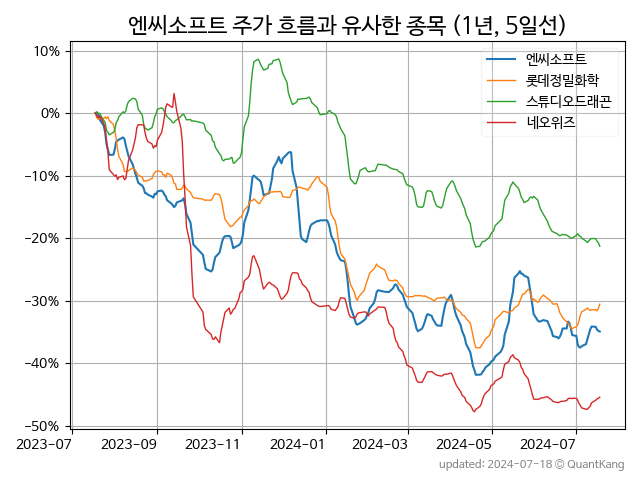 엔씨소프트 주가 흐름과 유사한 종목 (1년, 5일선)
10%
0%
−10%
−20%
−30%
−40%
−50%
엔씨소프트
롯데정밀화학
스튜디오드래곤
네오위즈
2023-07
2023-09
2023-11
2024-01
2024-03
2024-05
2024-07
updated: 2024-07-18 ⓒ QuantKang